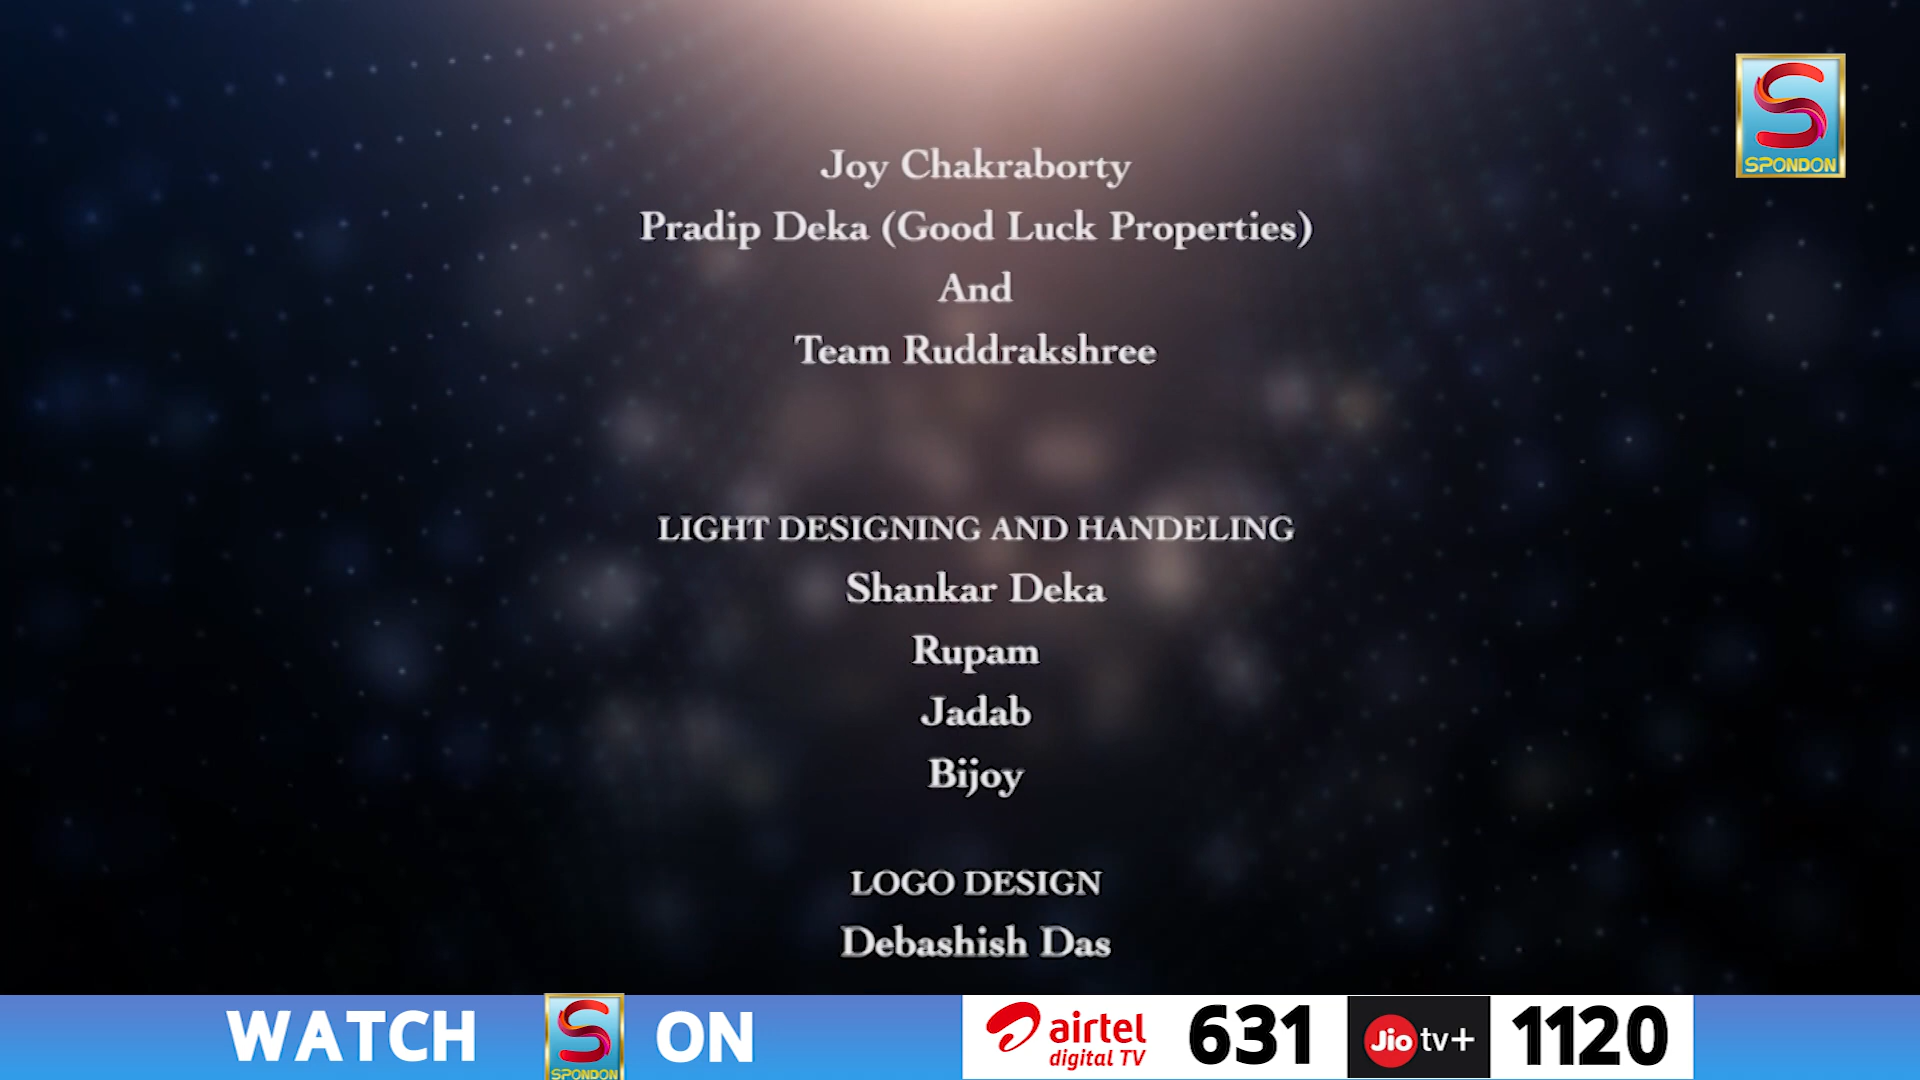 SPONDON
Joy Chakraborty
Pradip Deka (Good Luck Properties)
And
Team Ruddrakshree
LIGHT DESIGNING AND HANDELING
Shankar Deka
Rupam
Jadab
Bijoy
LOGO DESIGN
Debashish Das
WATCH S SPONDON ON airtel digital TV 631 Jio tv+ 1120